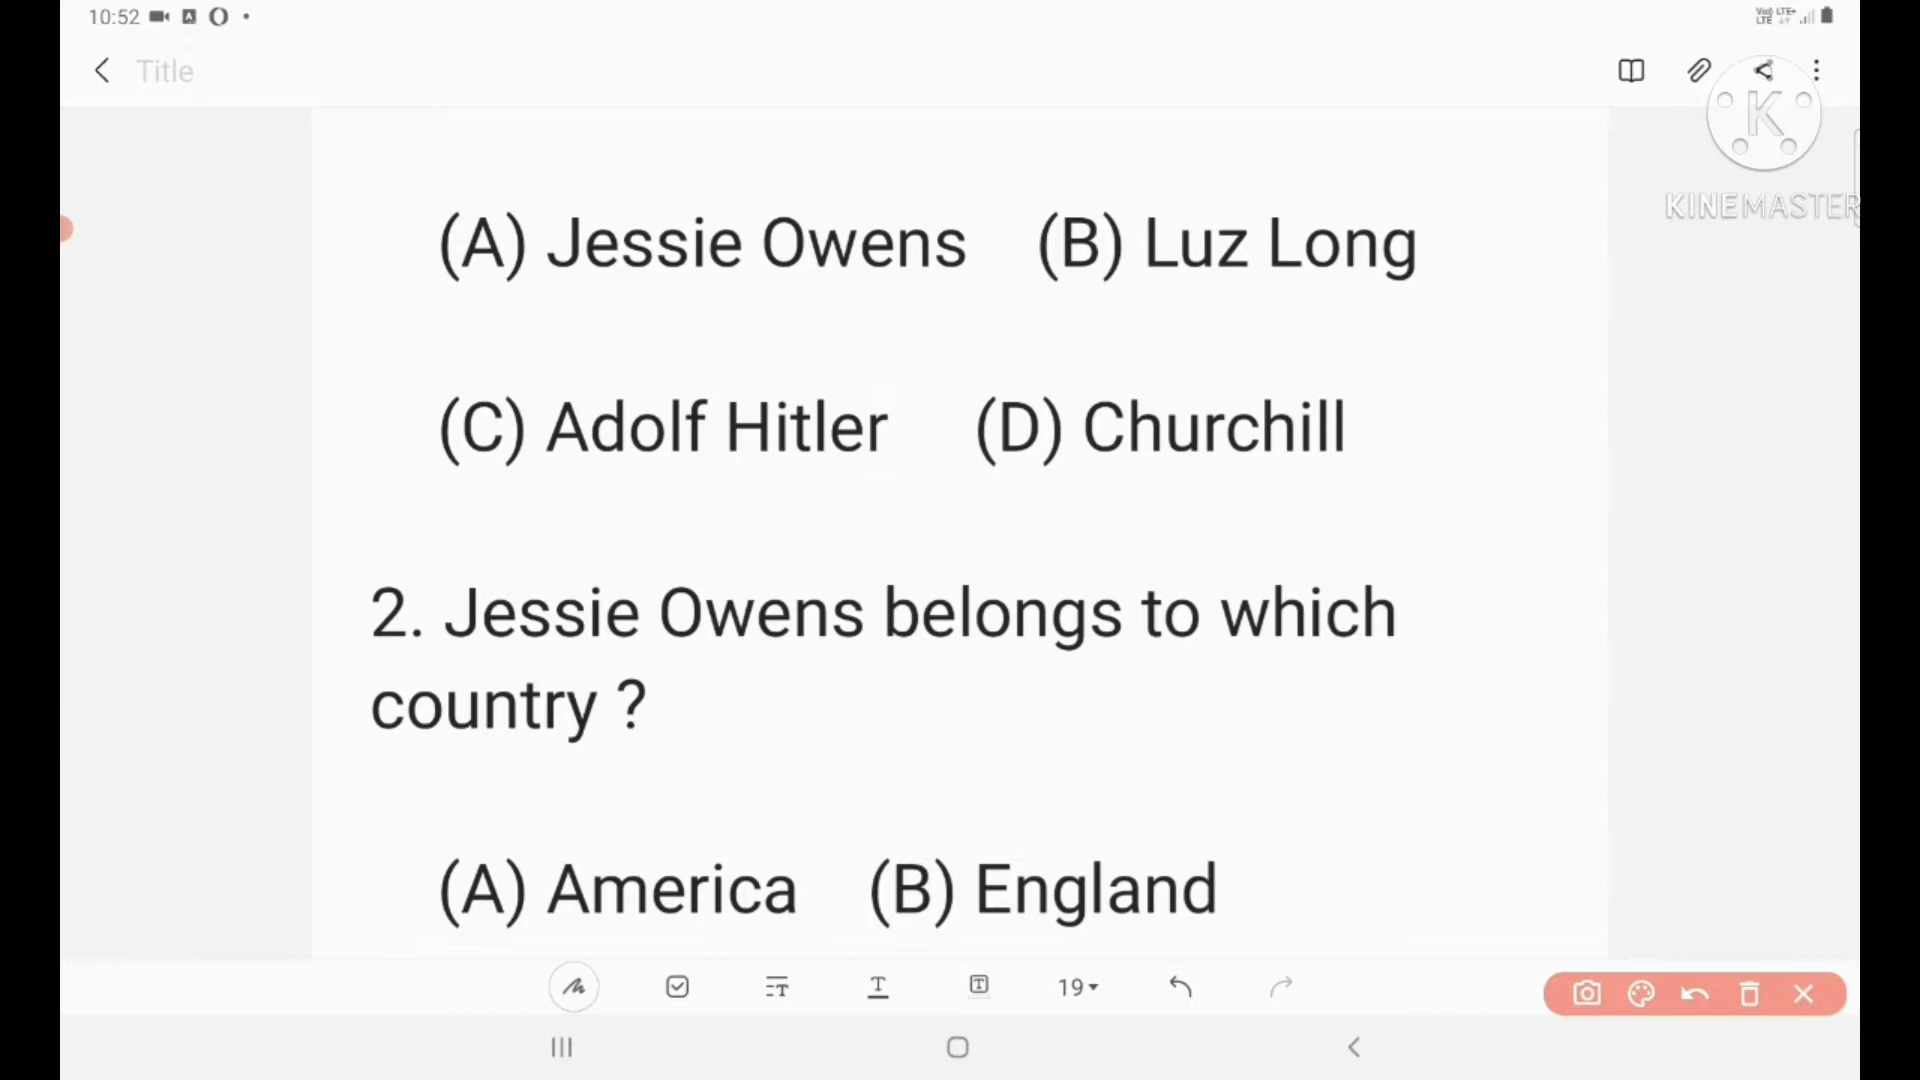 10:52
Title
KINEMASTER
(A) Jessie Owens (B) Luz Long
(C) Adolf Hitler (D) Churchill
2. Jessie Owens belongs to which
country ?
(A) America (B) England
19